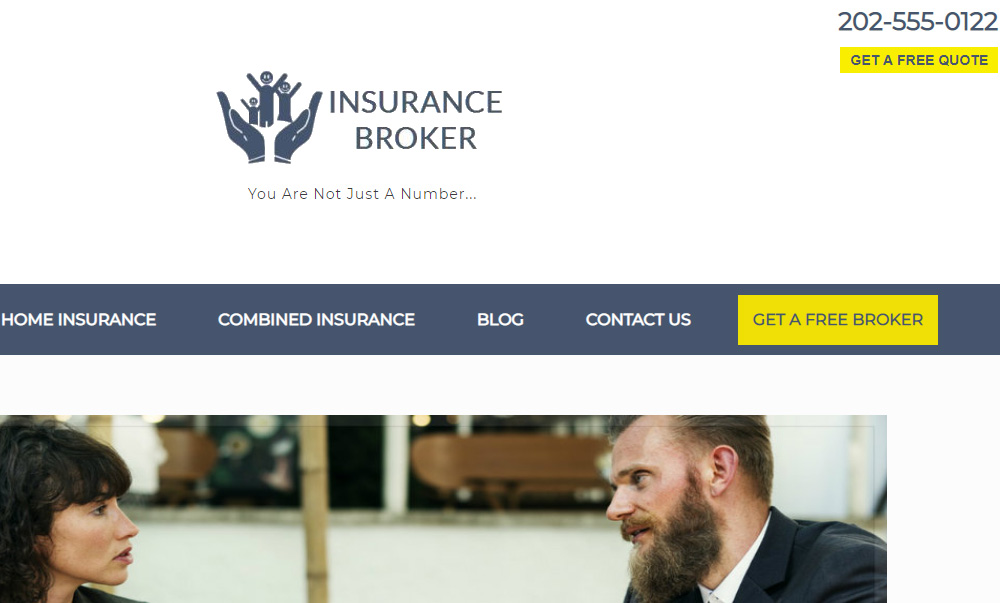 202-555-0122
GET A FREE QUOTE
INSURANCE
BROKER
You Are Not Just A Number...
HOME INSURANCE COMBINED INSURANCE BLOG CONTACT US GET A FREE BROKER